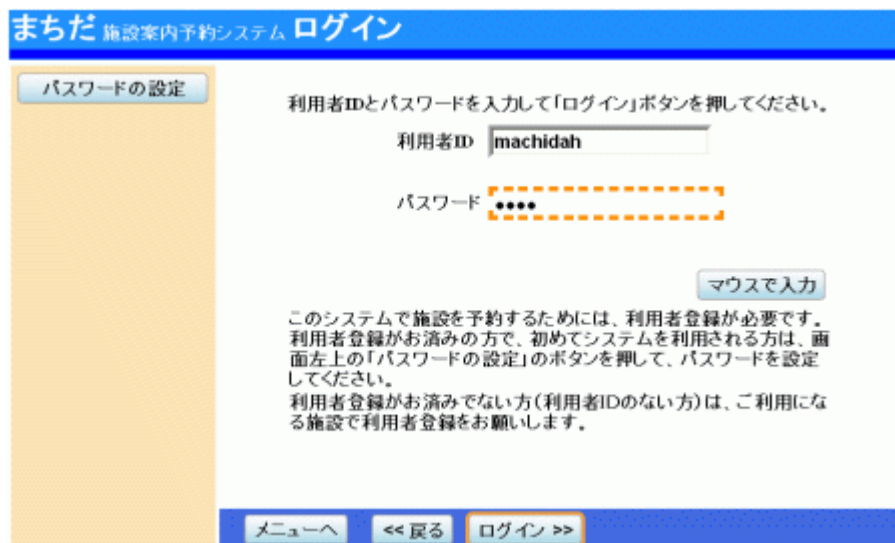 まちだ 施設案内予約システム ログイン
パスワードの設定
利用者IDとパスワードを入力して「ログイン」ボタンを押してください。
利用者ID machidah
パスワード ●●●●
マウスで入力
このシステムで施設を予約するためには、利用者登録が必要です。
利用者登録がお済みの方で、初めてシステムを利用される方は、画
面左上の「パスワードの設定」のボタンを押して、パスワードを設定
してください。
利用者登録がお済みでない方(利用者IDのない方)は、ご利用にな
る施設で利用者登録をお願いします。
メニューへ << 戻る ログイン >>